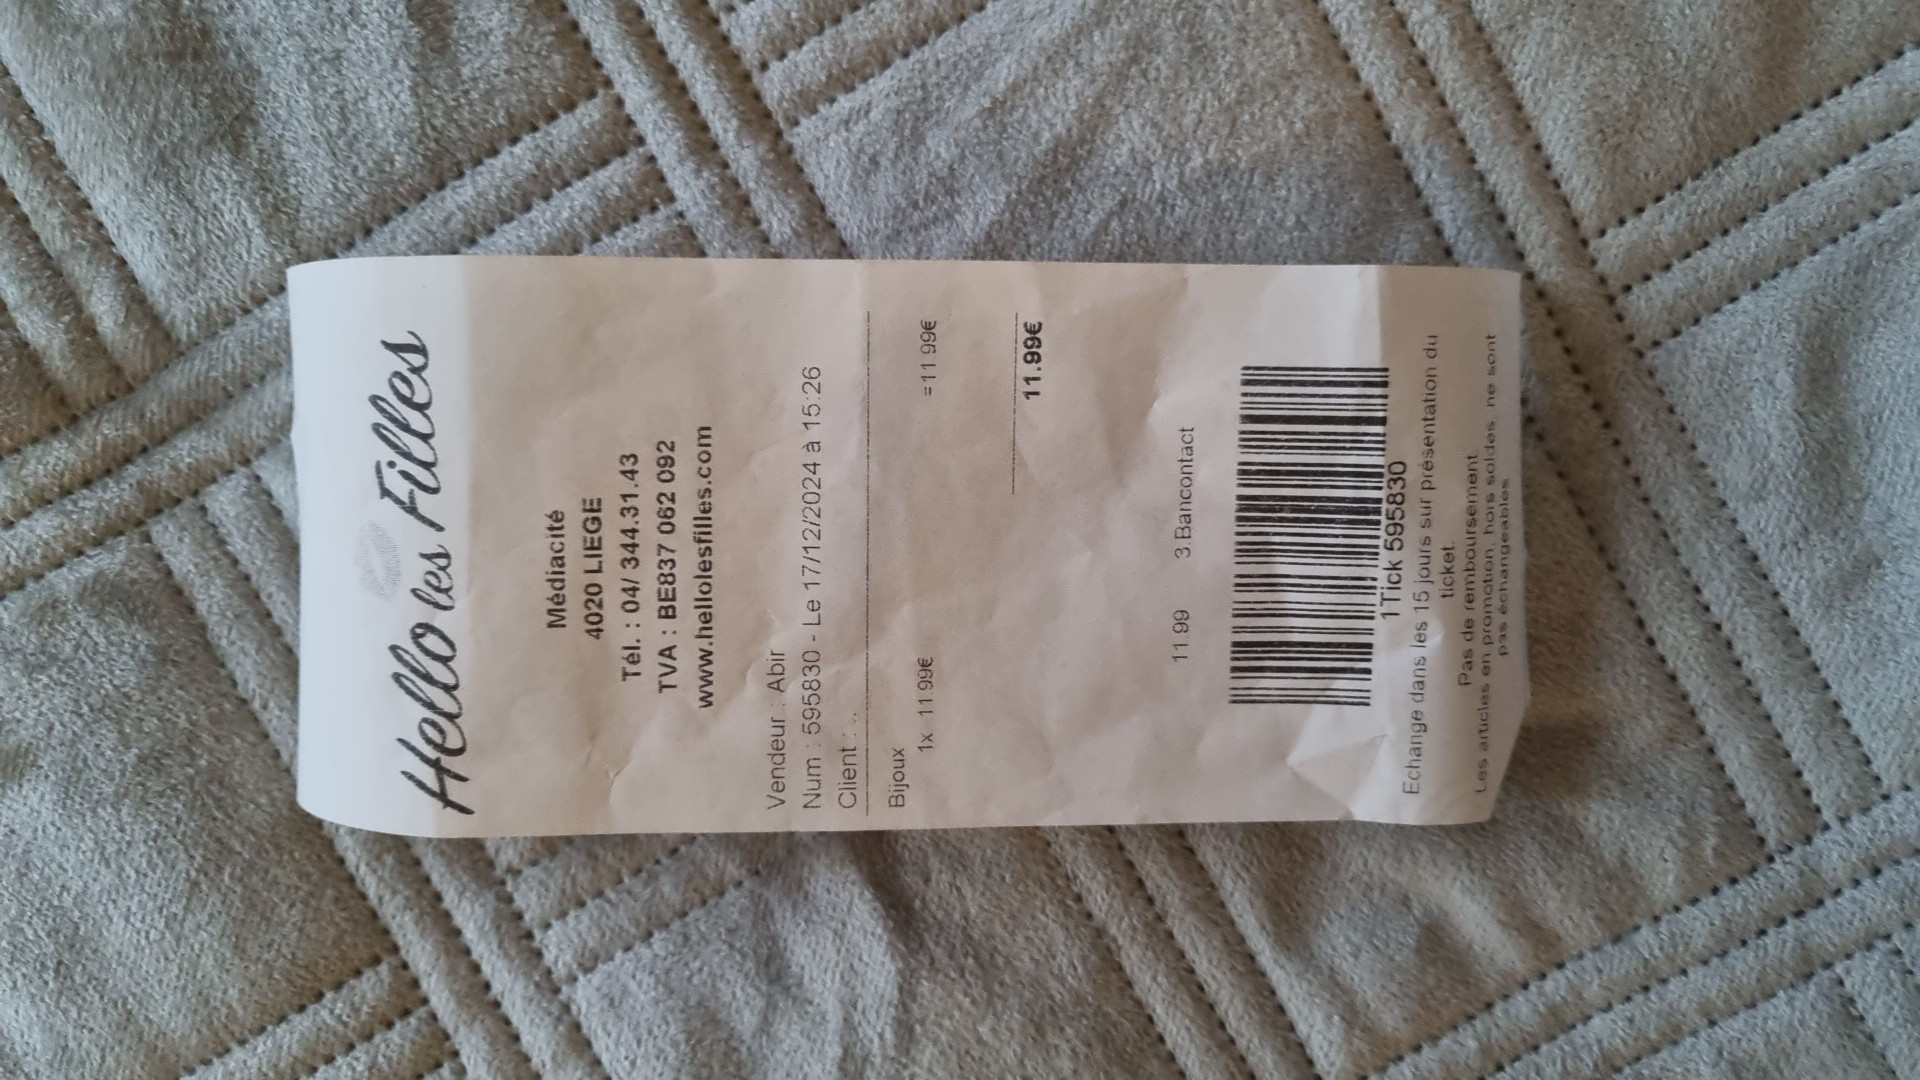 Hello les Filles
Médiacité
4020 LIEGE
Tél. : 04/ 344.31.43
TVA : BE837 062 092
www.hellolesfilles.com
Vendeur : Abir
Num : 595830 - Le 17/12/2024 à 15:26
Client : ..
Bijoux
1x 11.99€ =11.99€
11.99€
11.99 3.Bancontact
1Tick 595830
Echange dans les 15 jours sur présentation du
ticket.
Pas de remboursement.
Les articles en promotion, hors soldes, ne sont
pas échangeables.